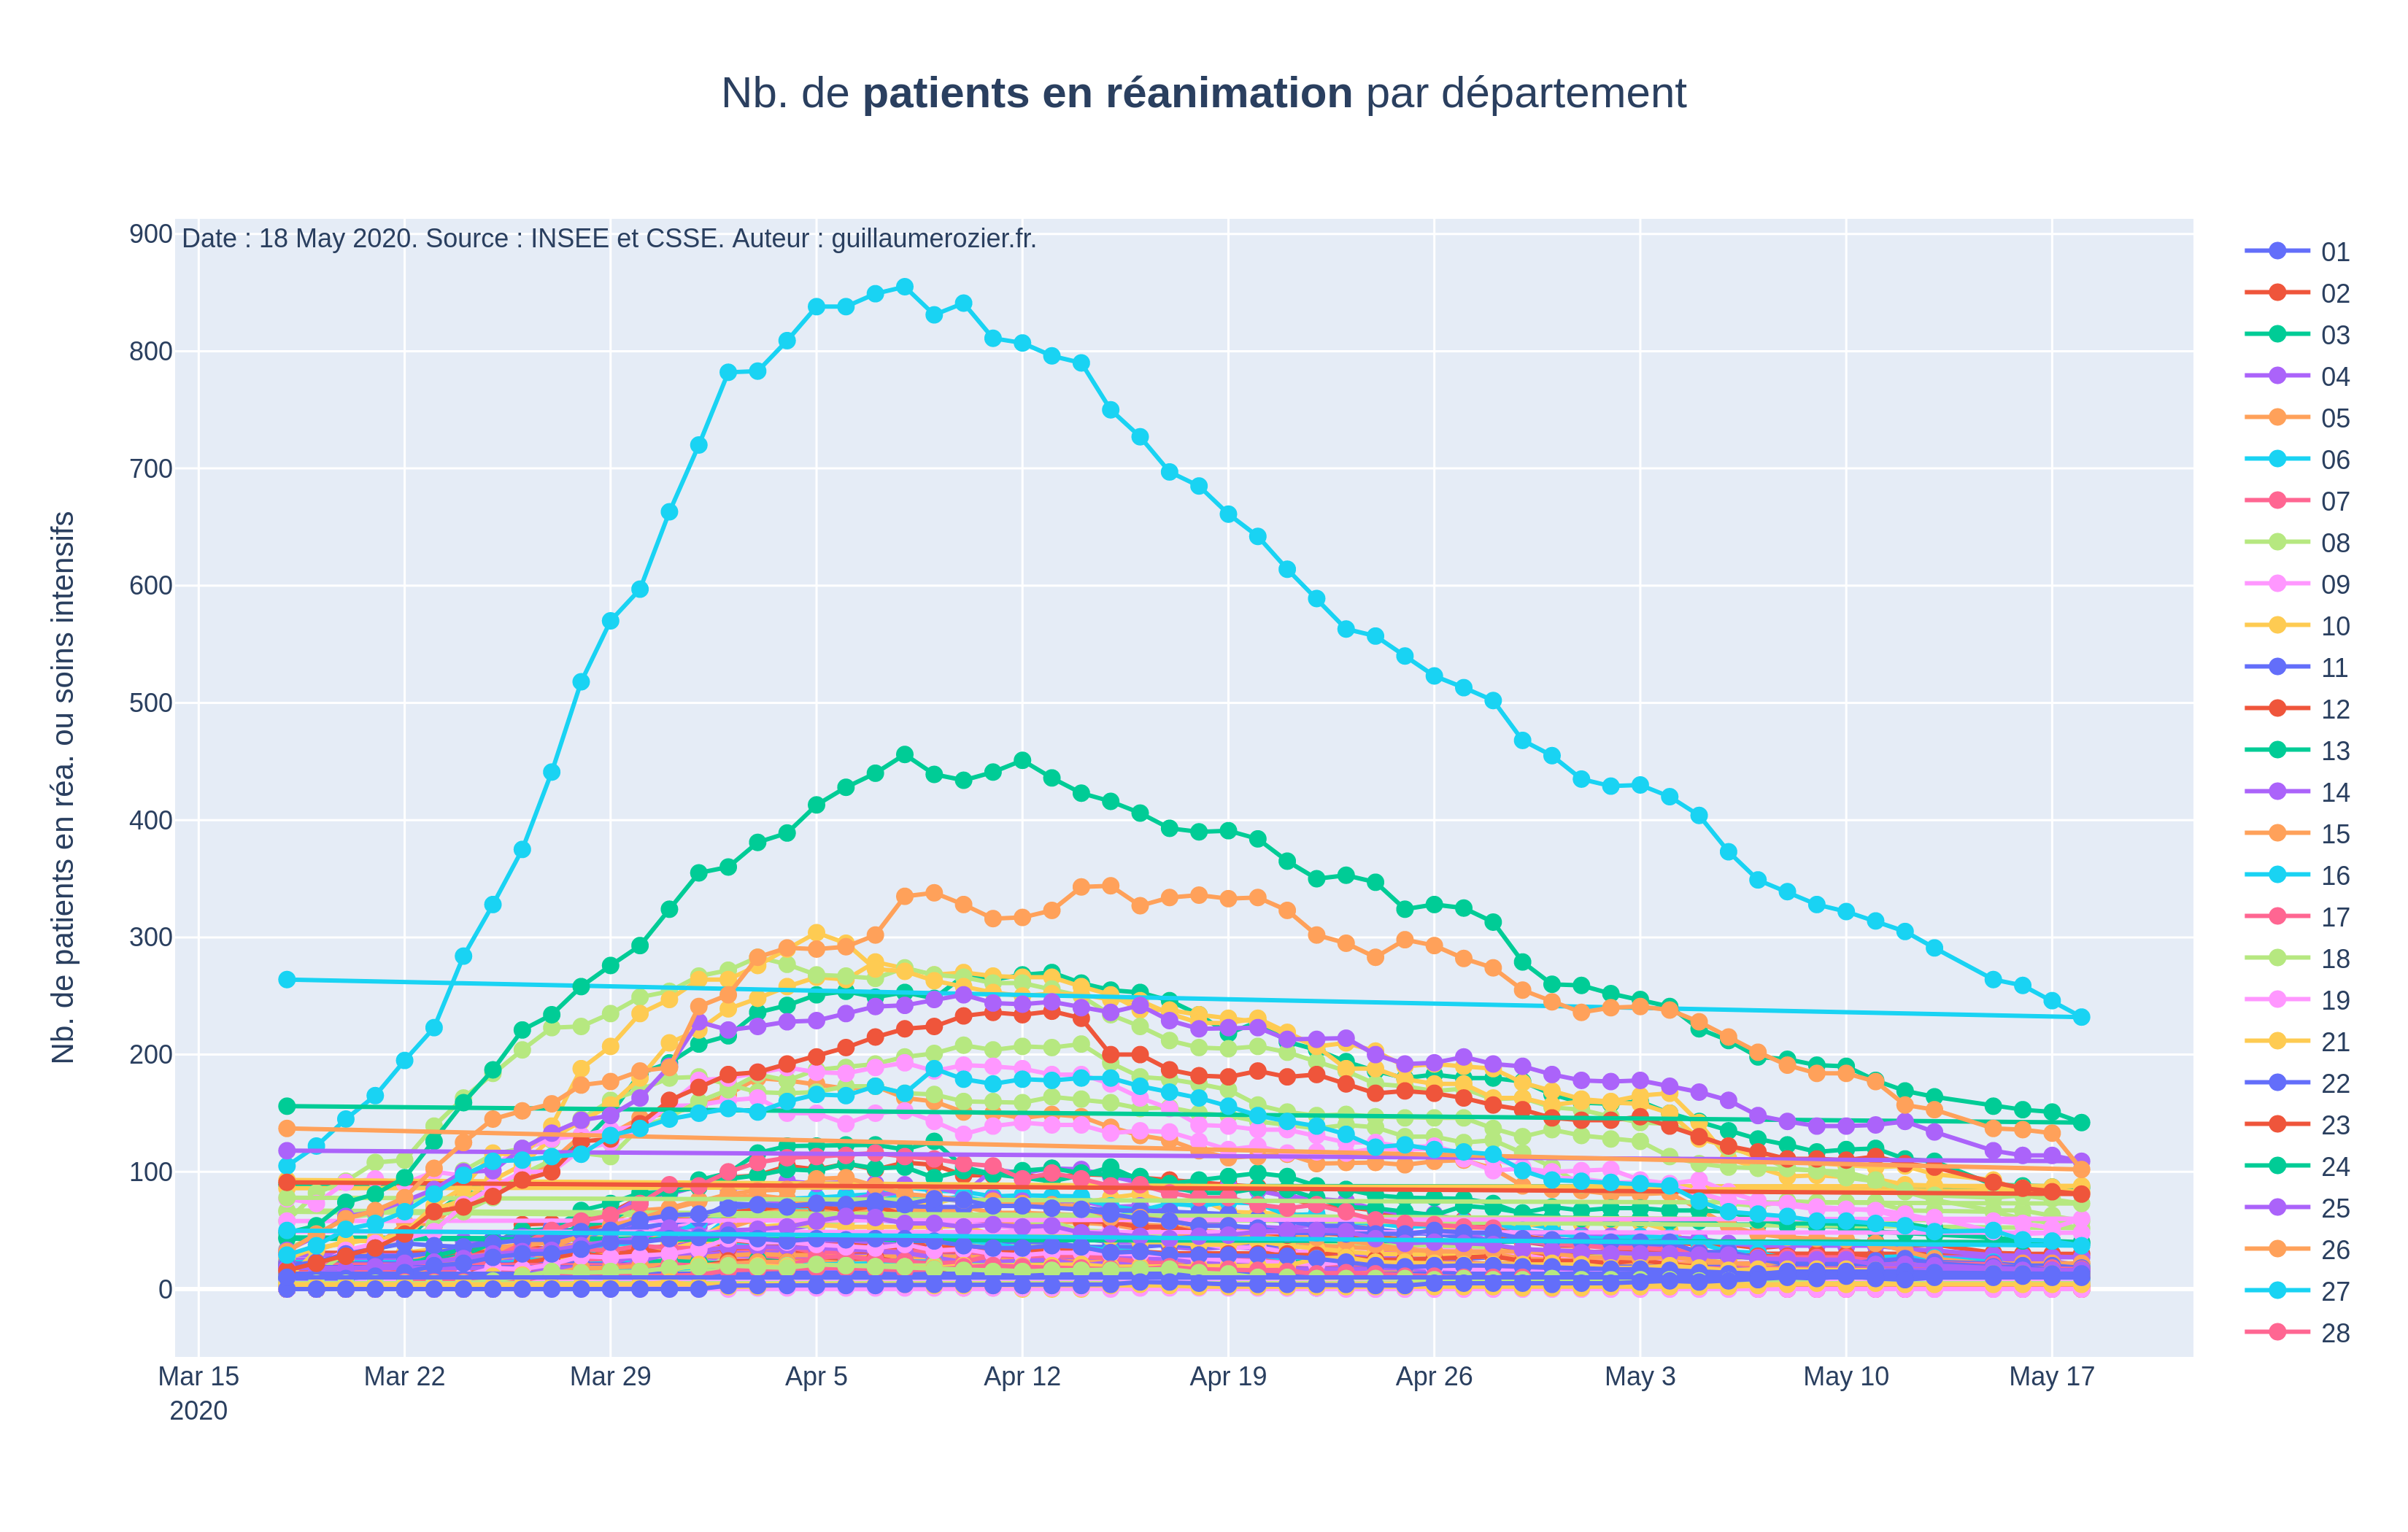 Nb. de patients en réanimation par département
Date : 18 May 2020. Source : INSEE et CSSE. Auteur : guillaumerozier.fr.
Nb. de patients en réa. ou soins intensifs
900
800
700
600
500
400
300
200
100
0
Mar 15
2020
Mar 22
Mar 29
Apr 5
Apr 12
Apr 19
Apr 26
May 3
May 10
May 17
01
02
03
04
05
06
07
08
09
10
11
12
13
14
15
16
17
18
19
21
22
23
24
25
26
27
28